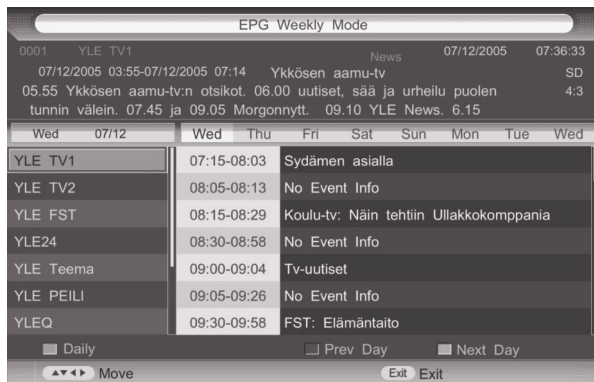 EPG Weekly Mode
0001 YLE TV1 News 07/12/2005 07:36:33
07/12/2005 03:55-07/12/2005 07:14 Ykkösen aamu-tv SD
05.55 Ykkösen aamu-tv:n otsikot. 06.00 uutiset, sää ja urheilu puolen 4:3
tunnin välein. 07.45 ja 09.05 Morgonnytt. 09.10 YLE News. 6.15
Wed 07/12 Wed Thu Fri Sat Sun Mon Tue Wed
YLE TV1 07:15-08:03 Sydämen asialla
YLE TV2 08:05-08:13 No Event Info
YLE FST 08:15-08:29 Koulu-tv: Näin tehtiin Ullakkokomppania
YLE24 08:30-08:58 No Event Info
YLE Teema 09:00-09:04 Tv-uutiset
YLE PEILI 09:05-09:26 No Event Info
YLEQ 09:30-09:58 FST: Elämäntaito
Daily Prev Day Next Day
Move Exit Exit